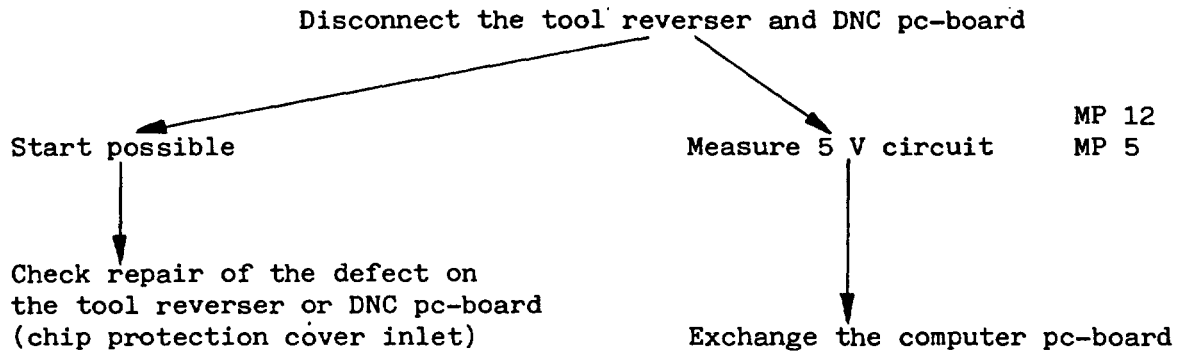 Disconnect the tool reverser and DNC pc-board
MP 12
Start possible
Measure 5 V circuit MP 5
Check repair of the defect on
the tool reverser or DNC pc-board
(chip protection cover inlet)
Exchange the computer pc-board